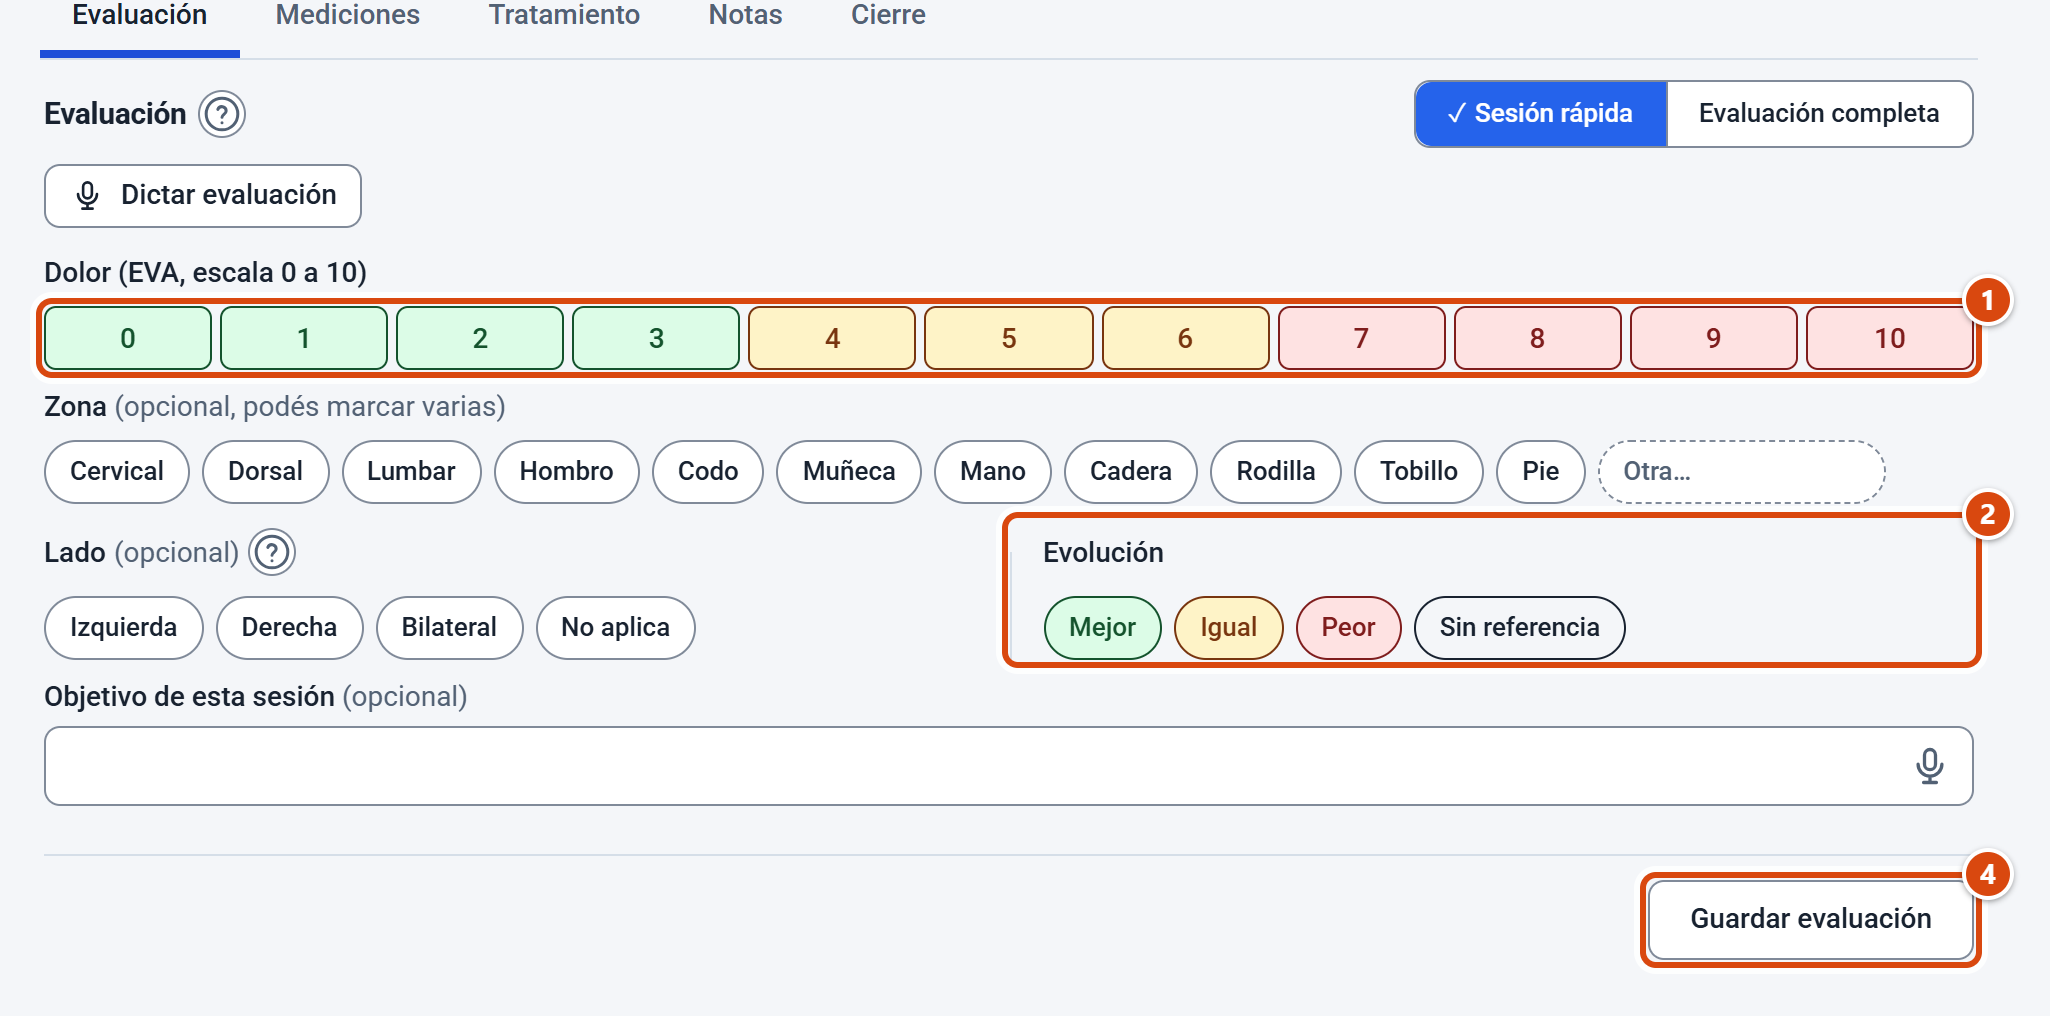 Evaluación Mediciones Tratamiento Notas Cierre
Evaluación ? ✓ Sesión rápida Evaluación completa
Dictar evaluación
Dolor (EVA, escala 0 a 10)
1
0 1 2 3 4 5 6 7 8 9 10
Zona (opcional, podés marcar varias)
Cervical Dorsal Lumbar Hombro Codo Muñeca Mano Cadera Rodilla Tobillo Pie Otra...
2
Lado (opcional) ? Evolución
Izquierda Derecha Bilateral No aplica Mejor Igual Peor Sin referencia
Objetivo de esta sesión (opcional)
4
Guardar evaluación